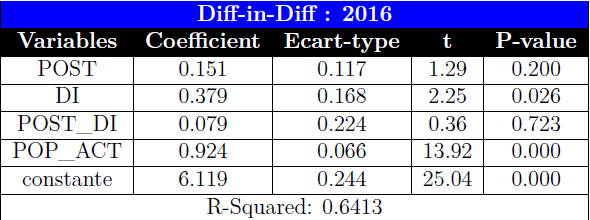 Diff-in-Diff : 2016
Variables Coefficient Ecart-type t P-value
POST 0.151 0.117 1.29 0.200
DI 0.379 0.168 2.25 0.026
POST_DI 0.079 0.224 0.36 0.723
POP_ACT 0.924 0.066 13.92 0.000
constante 6.119 0.244 25.04 0.000
R-Squared: 0.6413